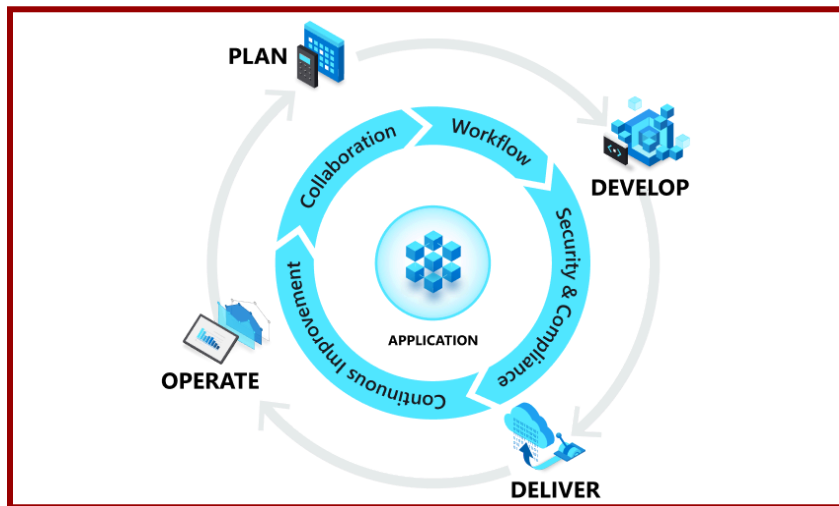 PLAN
Collaboration
Workflow
DEVELOP
Security & Compliance
Continuous Improvement
APPLICATION
OPERATE
DELIVER